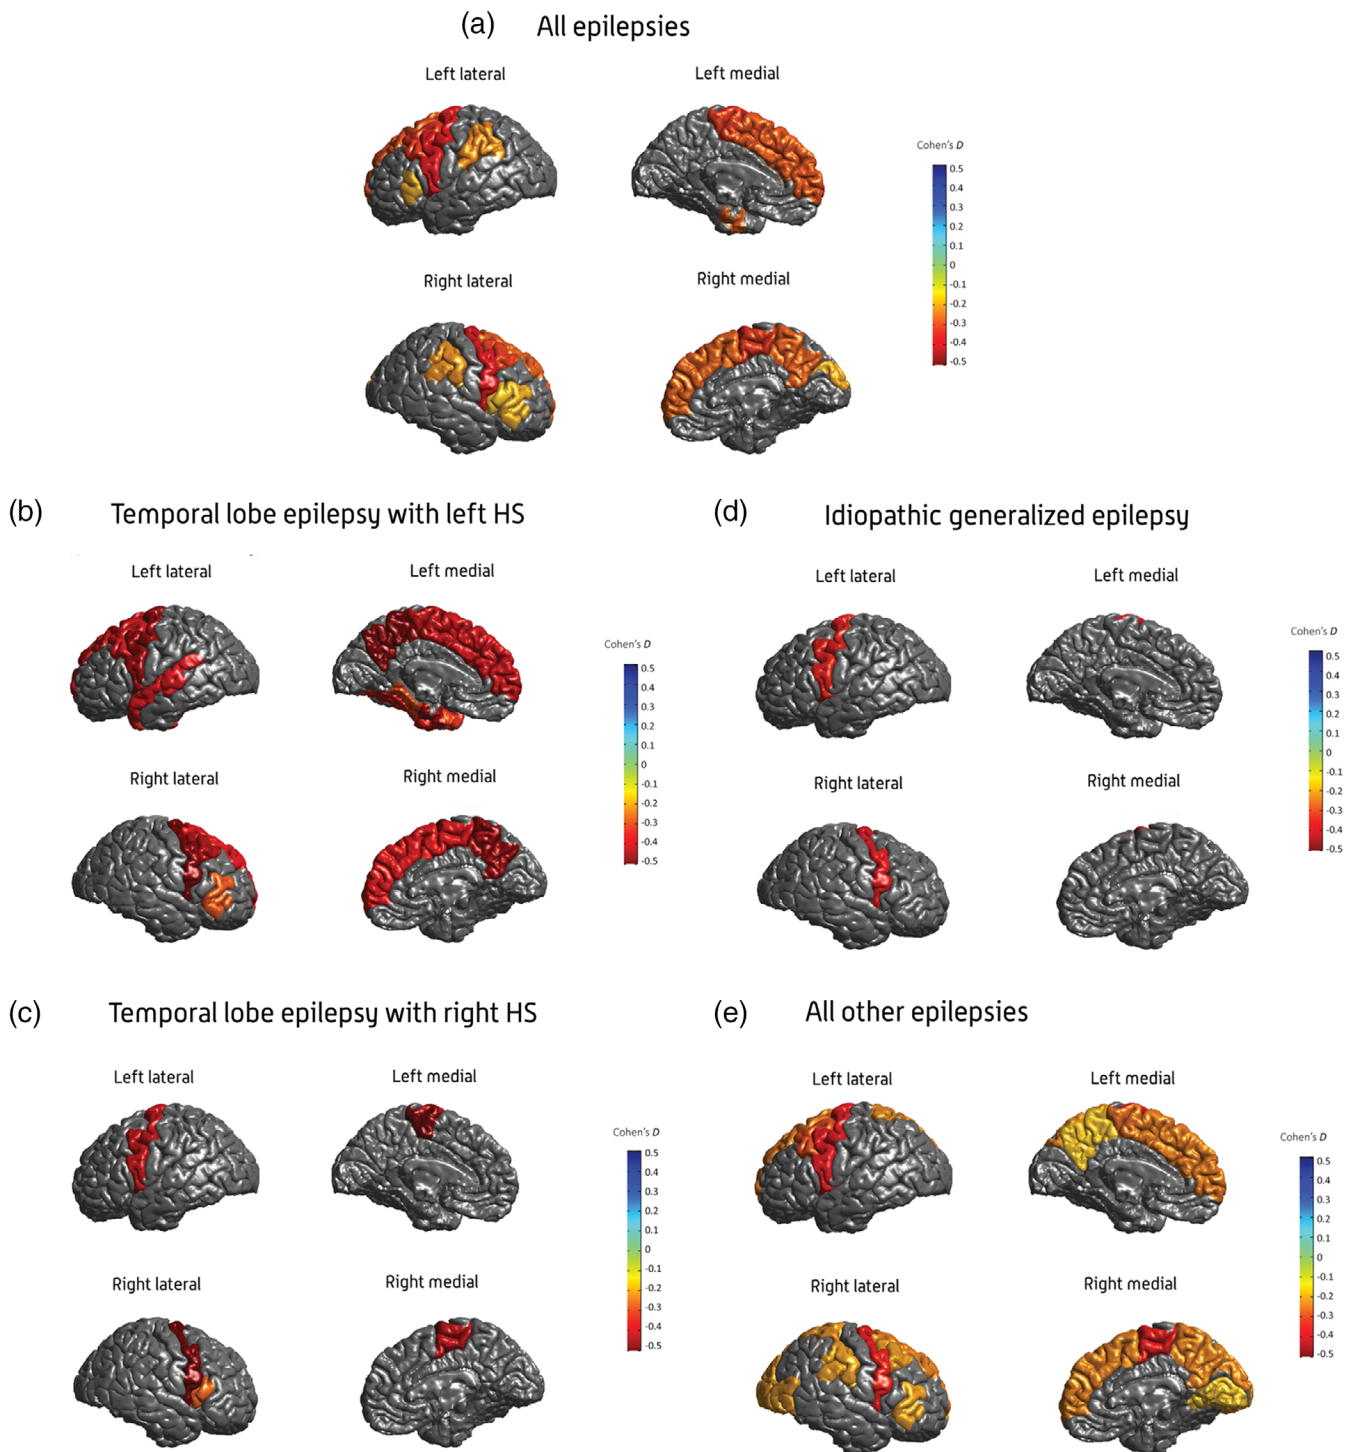 (a) All epilepsies
Left lateral
Left medial
Cohen's D
0.5
0.4
0.3
0.2
0.1
0
-0.1
-0.2
-0.3
-0.4
-0.5
Right lateral
Right medial
(b) Temporal lobe epilepsy with left HS
Left lateral
Left medial
Cohen's D
0.5
0.4
0.3
0.2
0.1
0
-0.1
-0.2
-0.3
-0.4
-0.5
Right lateral
Right medial
(d) Idiopathic generalized epilepsy
Left lateral
Left medial
Cohen's D
0.5
0.4
0.3
0.2
0.1
0
-0.1
-0.2
-0.3
-0.4
-0.5
Right lateral
Right medial
(c) Temporal lobe epilepsy with right HS
Left lateral
Left medial
Cohen's D
0.5
0.4
0.3
0.2
0.1
0
-0.1
-0.2
-0.3
-0.4
-0.5
Right lateral
Right medial
(e) All other epilepsies
Left lateral
Left medial
Cohen's D
0.5
0.4
0.3
0.2
0.1
0
-0.1
-0.2
-0.3
-0.4
-0.5
Right lateral
Right medial